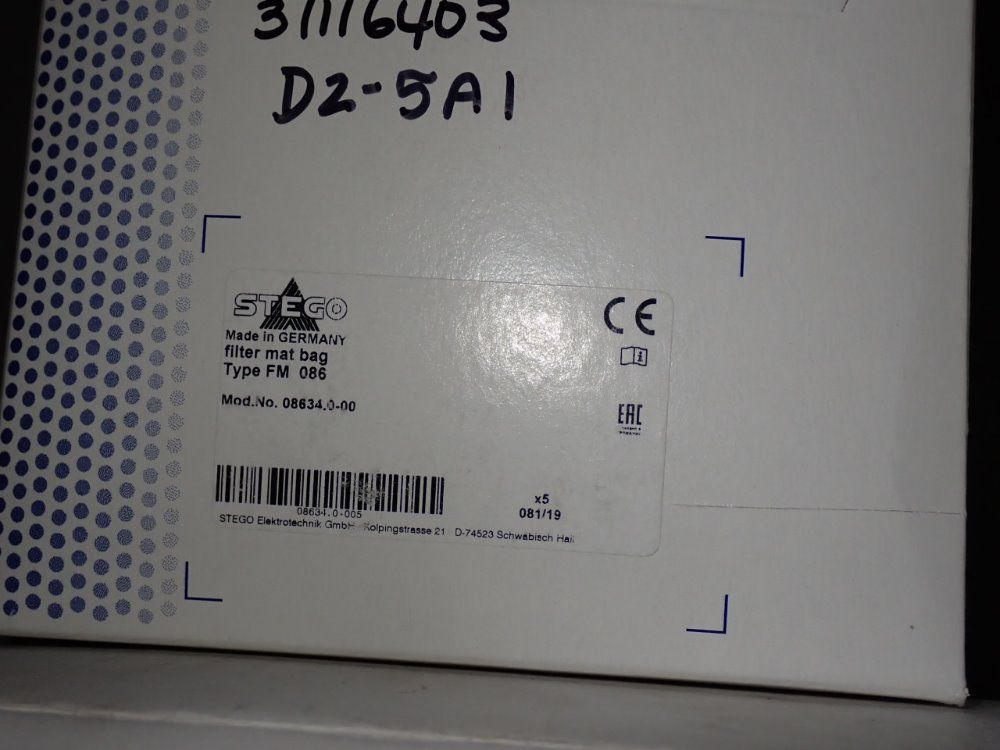 31116403
D2-5A1
STEGO
Made in GERMANY
filter mat bag
Type FM 086
Mod.No. 08634.0-00
CE
EAC
x5
081/19
08634.0-005
STEGO Elektrotechnik GmbH Kolpingstrasse 21 D-74523 Schwäbisch Hall